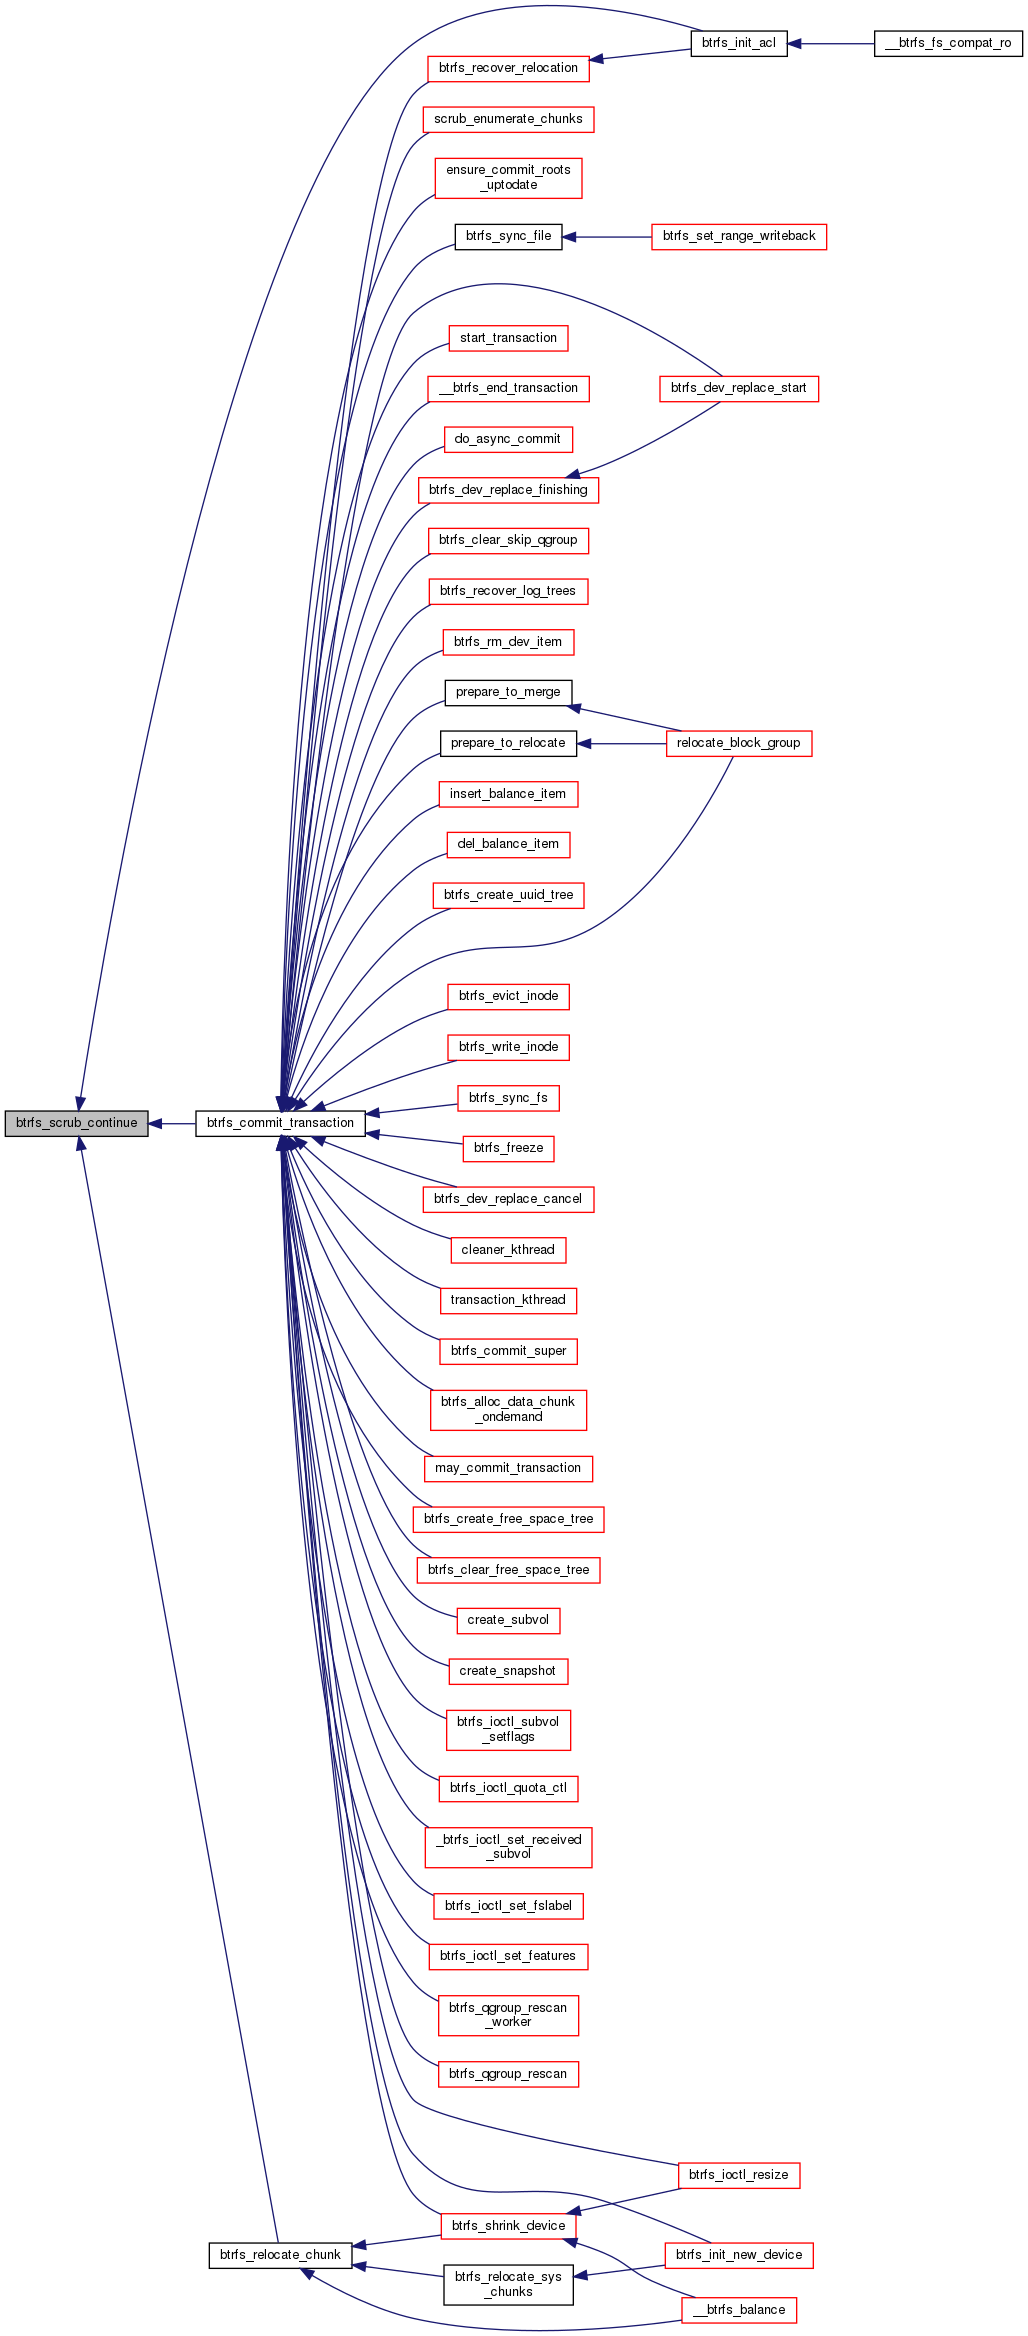 btrfs_init_acl
__btrfs_fs_compat_ro
btrfs_recover_relocation
scrub_enumerate_chunks
ensure_commit_roots
_uptodate
btrfs_sync_file
btrfs_set_range_writeback
start_transaction
btrfs_dev_replace_start
__btrfs_end_transaction
do_async_commit
btrfs_dev_replace_finishing
btrfs_clear_skip_qgroup
btrfs_recover_log_trees
btrfs_rm_dev_item
prepare_to_merge
prepare_to_relocate
relocate_block_group
insert_balance_item
del_balance_item
btrfs_create_uuid_tree
btrfs_evict_inode
btrfs_write_inode
btrfs_sync_fs
btrfs_scrub_continue
btrfs_commit_transaction
btrfs_freeze
btrfs_dev_replace_cancel
cleaner_kthread
transaction_kthread
btrfs_commit_super
btrfs_alloc_data_chunk
_ondemand
may_commit_transaction
btrfs_create_free_space_tree
btrfs_clear_free_space_tree
create_subvol
create_snapshot
btrfs_ioctl_subvol
_setflags
btrfs_ioctl_quota_ctl
_btrfs_ioctl_set_received
_subvol
btrfs_ioctl_set_fslabel
btrfs_ioctl_set_features
btrfs_qgroup_rescan
_worker
btrfs_qgroup_rescan
btrfs_ioctl_resize
btrfs_shrink_device
btrfs_relocate_chunk
btrfs_init_new_device
btrfs_relocate_sys
_chunks
__btrfs_balance